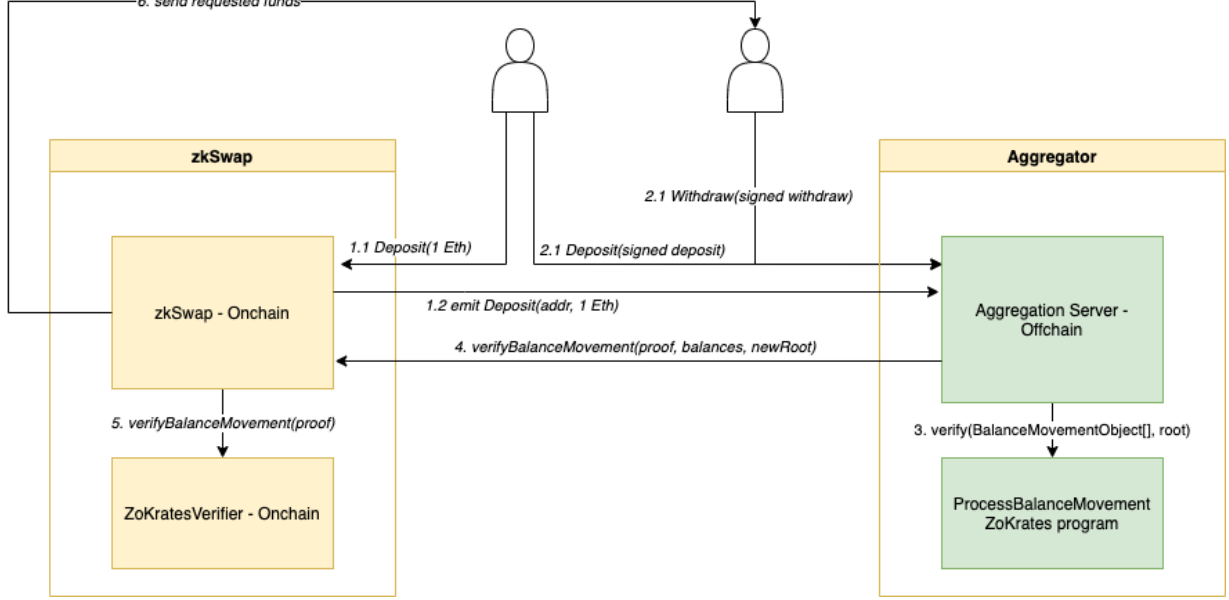 6. send requested funds
zkSwap
Aggregator
2.1 Withdraw(signed withdraw)
1.1 Deposit(1 Eth)
2.1 Deposit(signed deposit)
1.2 emit Deposit(addr, 1 Eth)
zkSwap - Onchain
Aggregation Server -
Offchain
4. verifyBalanceMovement(proof, balances, newRoot)
5. verifyBalanceMovement(proof)
3. verify(BalanceMovementObject[], root)
ZoKratesVerifier - Onchain
ProcessBalanceMovement
ZoKrates program